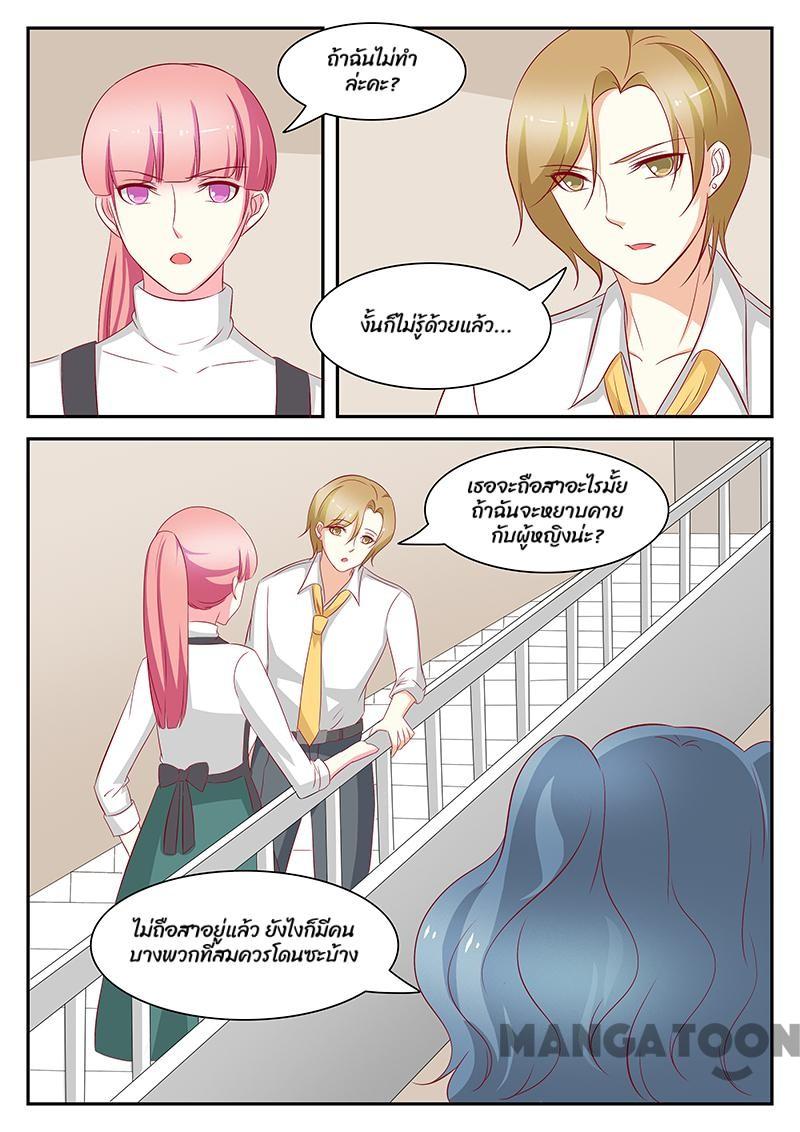 ถ้าฉันไม่ทำ
ล่ะคะ?
งั้นก็ไม่รู้ด้วยแล้ว...
เธอจะถือสาอะไรมั้ย
ถ้าฉันจะหยาบคาย
กับผู้หญิงน่ะ?
ไม่ถือสาอยู่แล้ว ยังไงก็มีคน
บางพวกที่สมควรโดนซะบ้าง
MANGATOON